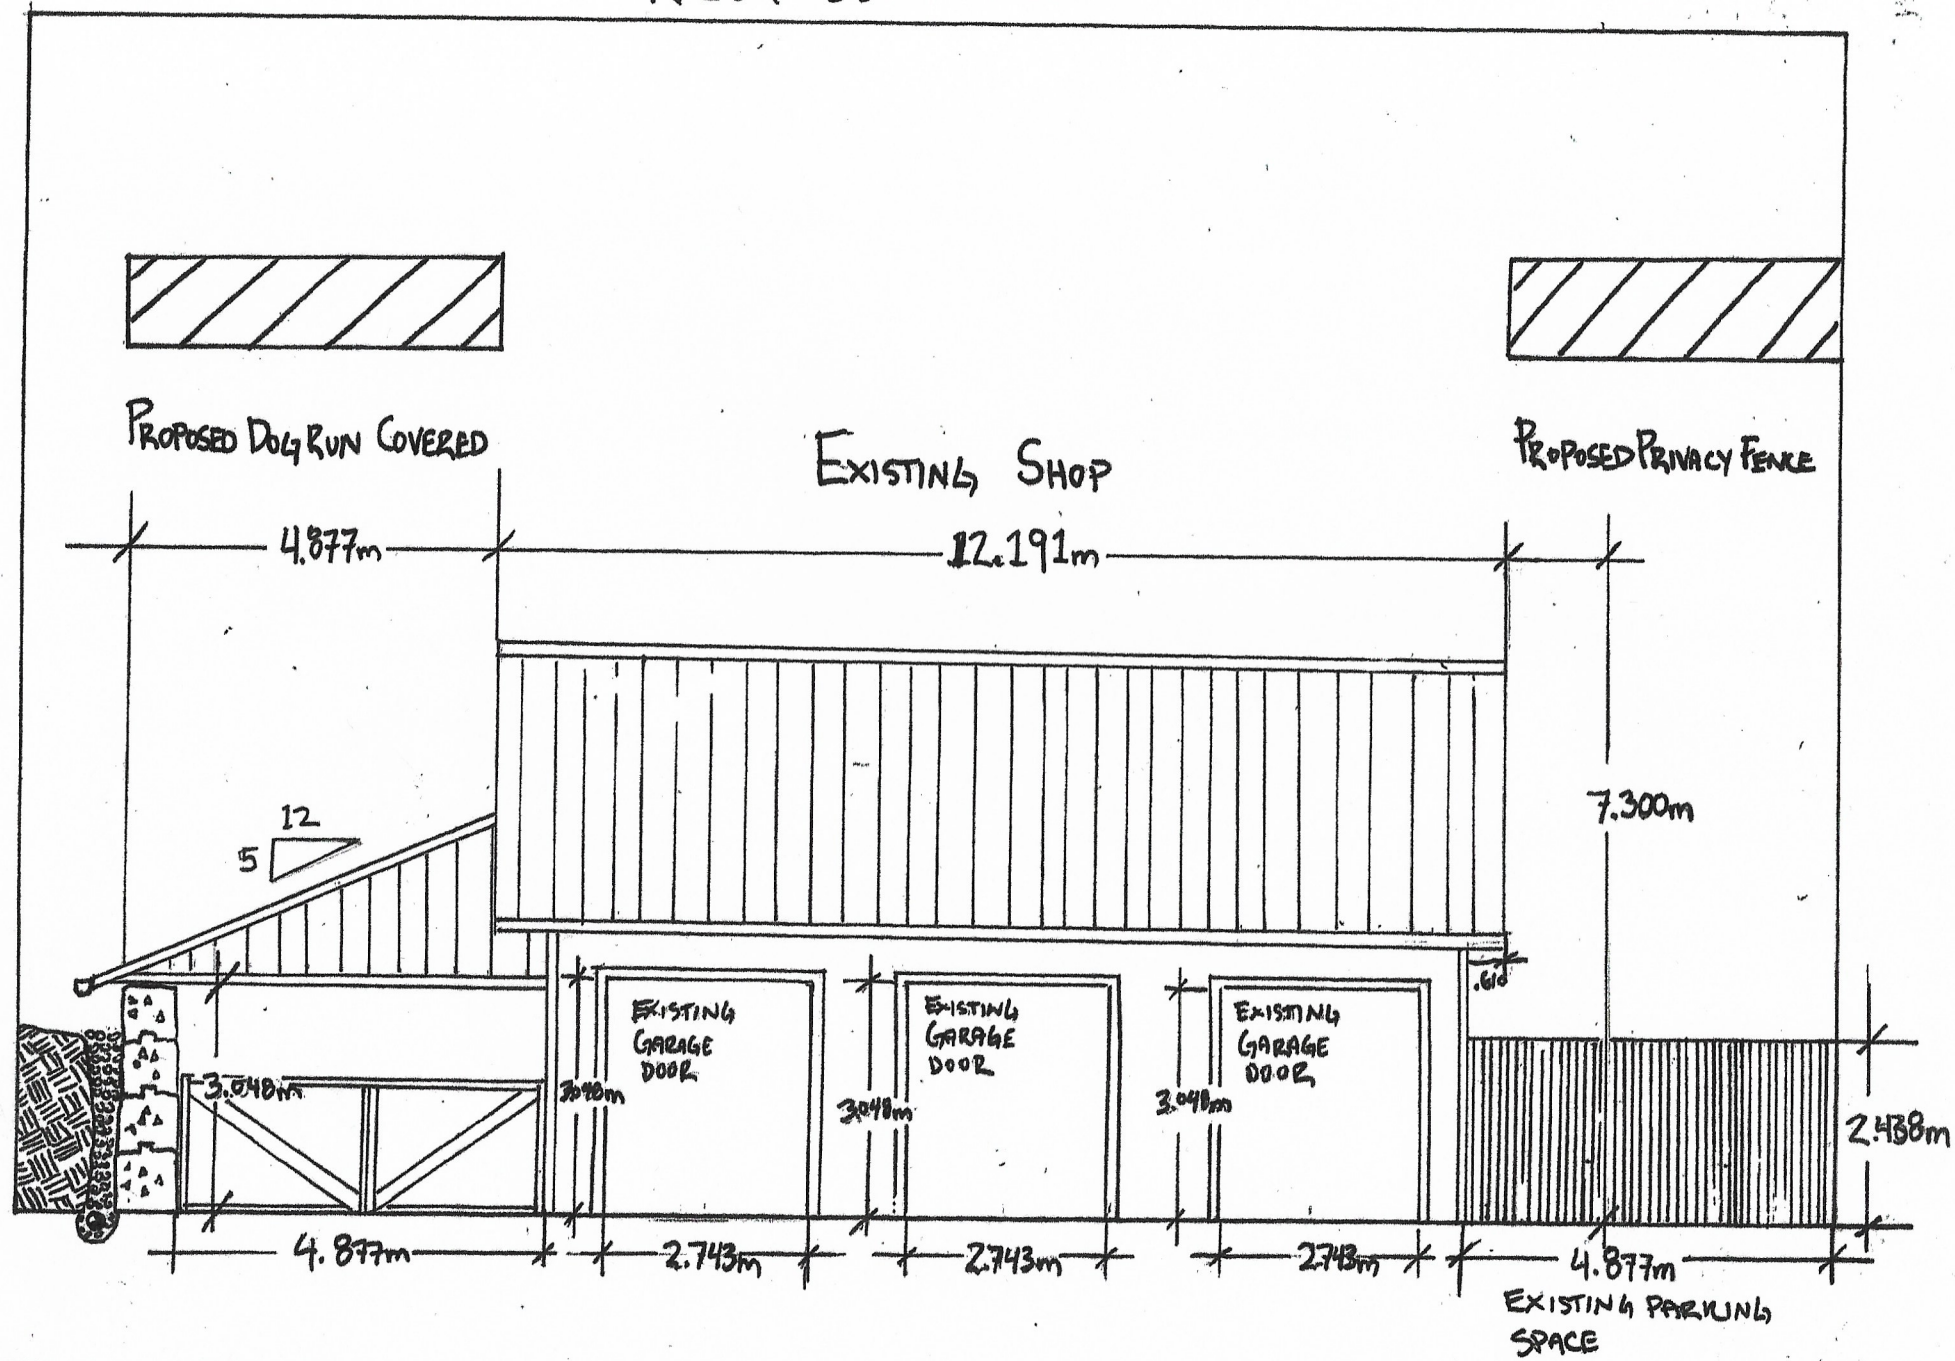 PROPOSED DOG RUN COVERED
EXISTING SHOP
PROPOSED PRIVACY FENCE
4.877m
12.191m
12
5
7.300m
.610
EXISTING
GARAGE
DOOR
EXISTING
GARAGE
DOOR
EXISTING
GARAGE
DOOR
3.048m
3.048m
3.048m
3.048m
2.438m
4.877m
2.743m
2.743m
2.743m
4.877m
EXISTING PARKING
SPACE